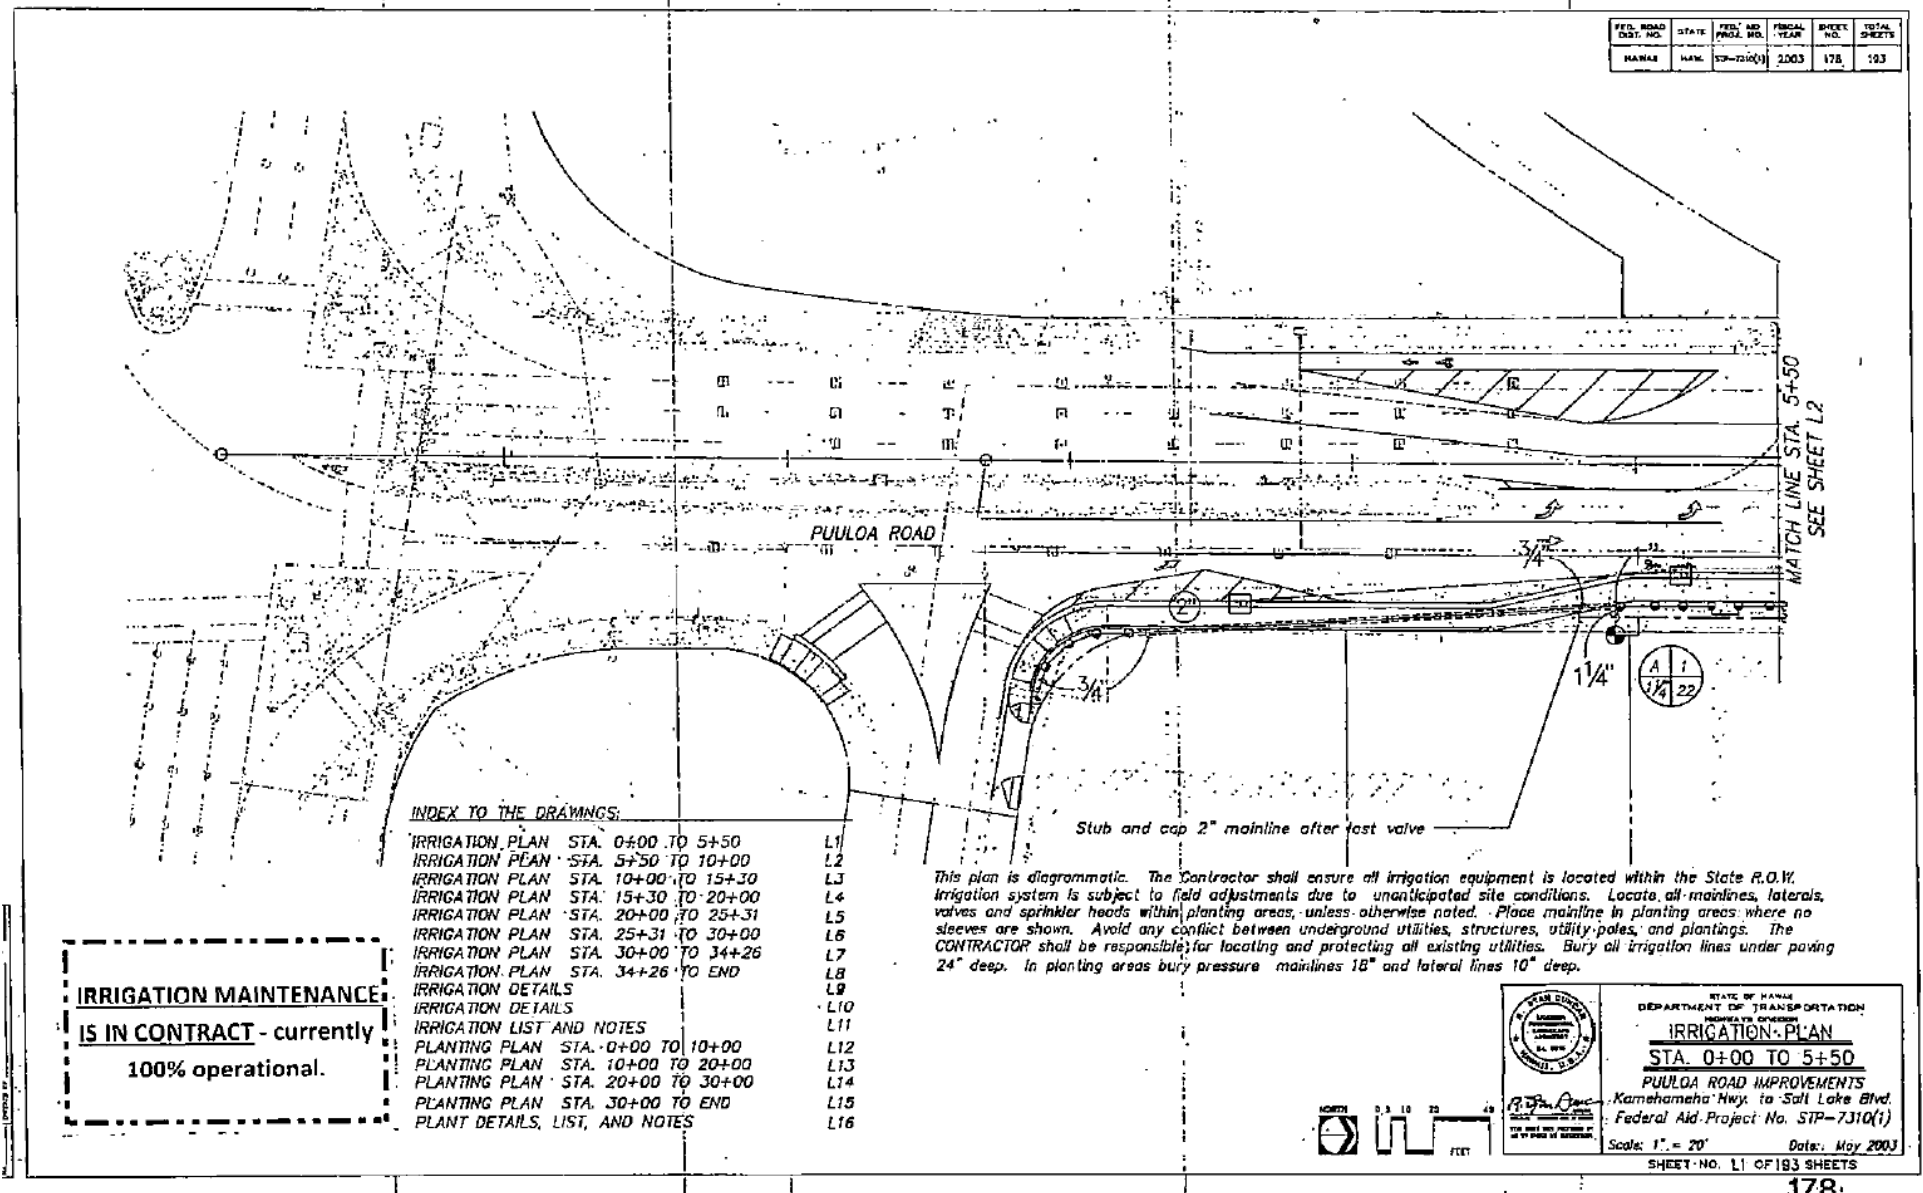 FED. ROAD DIST. NO. STATE FED. AID PROJ. NO. FISCAL YEAR SHEET NO. TOTAL SHEETS
HAWAII HAW. STP-7310(1) 2003 178 193
MATCH LINE STA. 5+50
SEE SHEET L2
PUULOA ROAD
3/4"
1"
2"
3/4"
1 1/4"
A 1
1 1/4" 22
Stub and cap 2" mainline after last valve
INDEX TO THE DRAWINGS:
IRRIGATION PLAN STA. 0+00 TO 5+50 L1
IRRIGATION PLAN STA. 5+50 TO 10+00 L2
IRRIGATION PLAN STA. 10+00 TO 15+30 L3
IRRIGATION PLAN STA. 15+30 TO 20+00 L4
IRRIGATION PLAN STA. 20+00 TO 25+31 L5
IRRIGATION PLAN STA. 25+31 TO 30+00 L6
IRRIGATION PLAN STA. 30+00 TO 34+26 L7
IRRIGATION PLAN STA. 34+26 TO END L8
IRRIGATION DETAILS L9
IRRIGATION DETAILS L10
IRRIGATION LIST AND NOTES L11
PLANTING PLAN STA. 0+00 TO 10+00 L12
PLANTING PLAN STA. 10+00 TO 20+00 L13
PLANTING PLAN STA. 20+00 TO 30+00 L14
PLANTING PLAN STA. 30+00 TO END L15
PLANT DETAILS, LIST, AND NOTES L16
This plan is diagrammatic. The Contractor shall ensure all irrigation equipment is located within the State R.O.W.
Irrigation system is subject to field adjustments due to unanticipated site conditions. Locate all mainlines, laterals,
valves and sprinkler heads within planting areas, unless otherwise noted. Place mainline in planting areas where no
sleeves are shown. Avoid any conflict between underground utilities, structures, utility poles, and plantings. The
CONTRACTOR shall be responsible for locating and protecting all existing utilities. Bury all irrigation lines under paving
24" deep. In planting areas bury pressure mainlines 18" and lateral lines 10" deep.
IRRIGATION MAINTENANCE
IS IN CONTRACT - currently
100% operational.
NORTH
FEET
STATE OF HAWAII
DEPARTMENT OF TRANSPORTATION
HIGHWAYS DIVISION
IRRIGATION PLAN
STA. 0+00 TO 5+50
PUULOA ROAD IMPROVEMENTS
Kamehameha Hwy. to Salt Lake Blvd.
Federal Aid Project No. STP-7310(1)
Scale: 1" = 20' Date: May 2003
SHEET NO. L1 OF 193 SHEETS
178